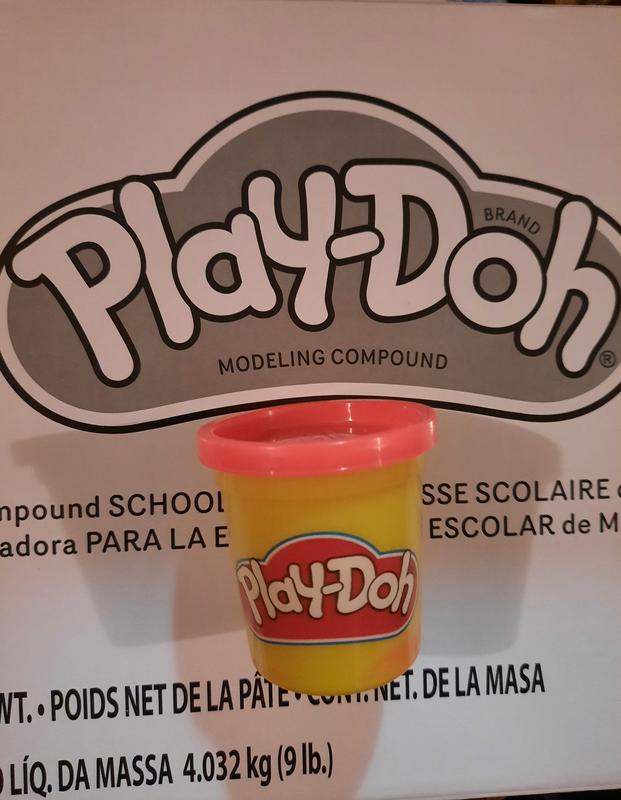 Play-Doh
BRAND
®
MODELING COMPOUND
mpound SCHOOL SSE SCOLAIRE
adora PARA LA E ESCOLAR de M
Play-Doh
WT. • POIDS NET DE LA PÂTE • CONT. NET. DE LA MASA
LÍQ. DA MASSA 4.032 kg (9 lb.)